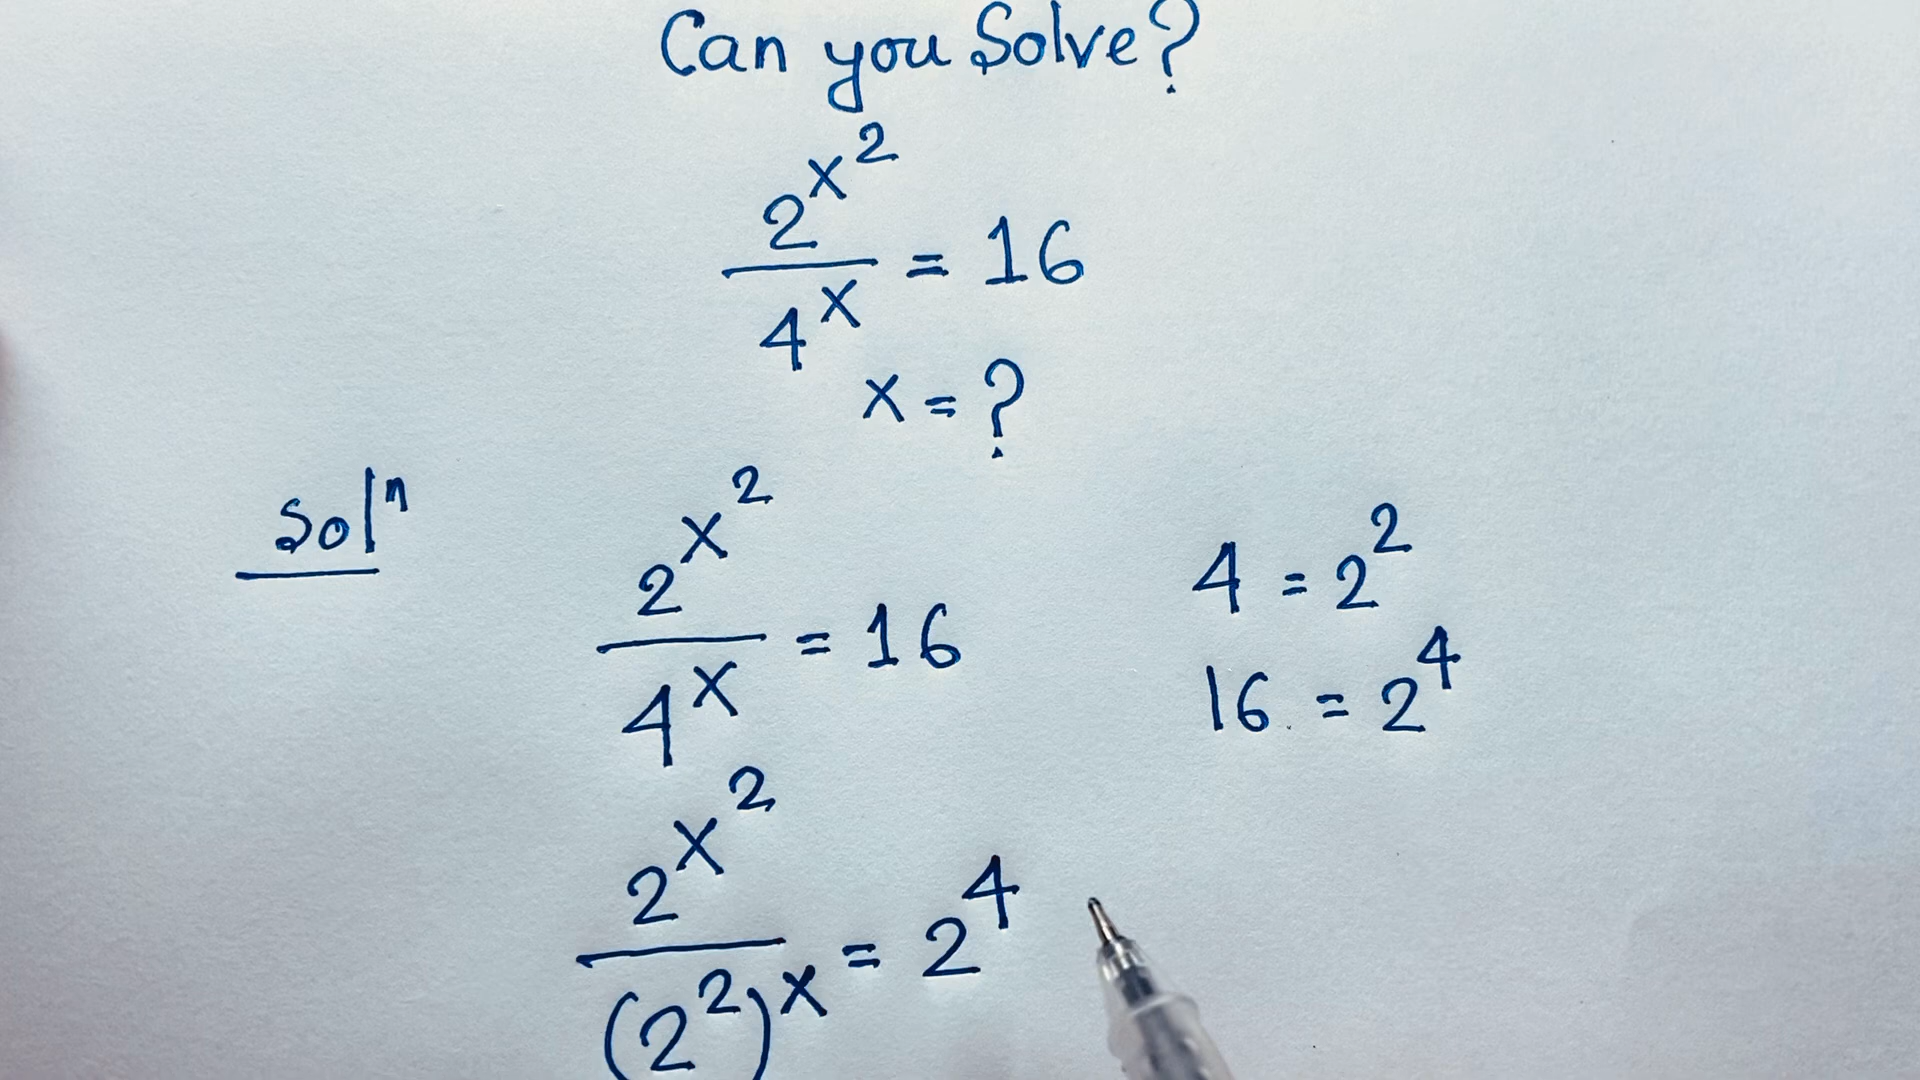 Can you Solve?
2^x^2 / 4^x = 16
x = ?
Solⁿ
2^x^2 / 4^x = 16
4 = 2^2
16 = 2^4
2^x^2 / (2^2)^x = 2^4